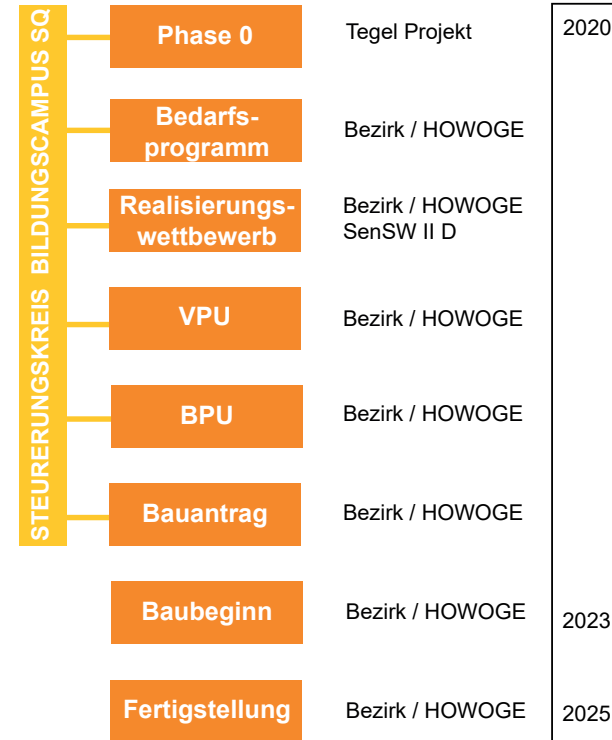 STEURERUNGSKREIS BILDUNGSCAMPUS SQ
Phase 0
Tegel Projekt
2020
Bedarfs-
programm
Bezirk / HOWOGE
Realisierungs-
wettbewerb
Bezirk / HOWOGE
SenSW II D
VPU
Bezirk / HOWOGE
BPU
Bezirk / HOWOGE
Bauantrag
Bezirk / HOWOGE
Baubeginn
Bezirk / HOWOGE
2023
Fertigstellung
Bezirk / HOWOGE
2025